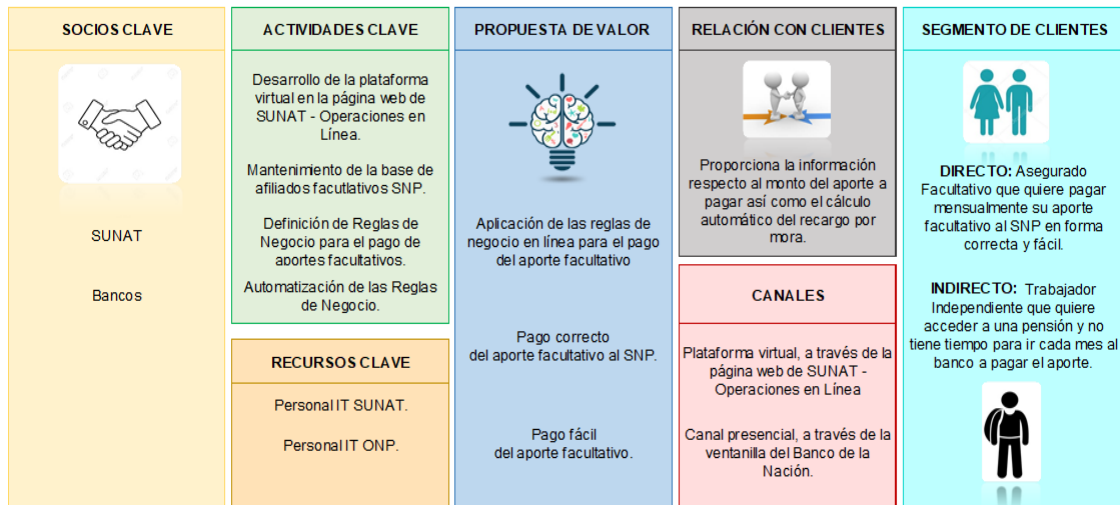 SOCIOS CLAVE
SUNAT
Bancos
ACTIVIDADES CLAVE
Desarrollo de la plataforma
virtual en la página web de
SUNAT - Operaciones en
Línea.
Mantenimiento de la base de
afiliados facutlativos SNP.
Definición de Reglas de
Negocio para el pago de
aportes facultativos.
Automatización de las Reglas
de Negocio.
RECURSOS CLAVE
Personal IT SUNAT.
Personal IT ONP.
PROPUESTA DE VALOR
Aplicación de las reglas de
negocio en línea para el pago
del aporte facultativo
Pago correcto
del aporte facultativo al SNP.
Pago fácil
del aporte facultativo.
RELACIÓN CON CLIENTES
Proporciona la información
respecto al monto del aporte a
pagar así como el cálculo
automático del recargo por
mora.
CANALES
Plataforma virtual, a través de la
página web de SUNAT -
Operaciones en Línea
Canal presencial, a través de la
ventanilla del Banco de la
Nación.
SEGMENTO DE CLIENTES
DIRECTO: Asegurado
Facultativo que quiere pagar
mensualmente su aporte
facultativo al SNP en forma
correcta y fácil.
INDIRECTO: Trabajador
Independiente que quiere
acceder a una pensión y no
tiene tiempo para ir cada mes al
banco a pagar el aporte.